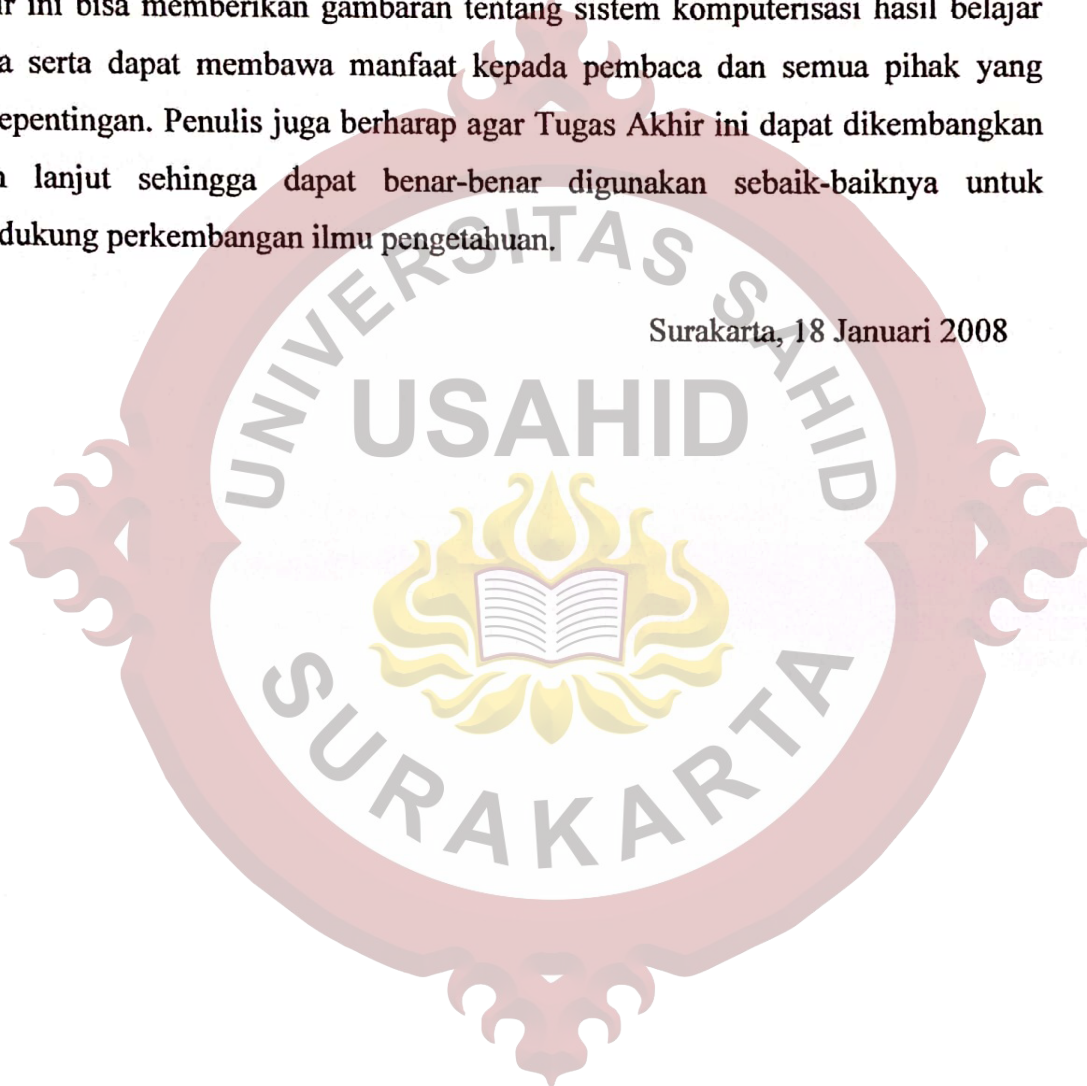 ini bisa memberikan gambaran tentang sistem komputerisasi hasil belajar
serta dapat membawa manfaat kepada pembaca dan semua pihak yang
epentingan. Penulis juga berharap agar Tugas Akhir ini dapat dikembangkan
lanjut sehingga dapat benar-benar digunakan sebaik-baiknya untuk
dukung perkembangan ilmu pengetahuan.
Surakarta, 18 Januari 2008
UNIVERSITAS SAHID
USAHID
SURAKARTA